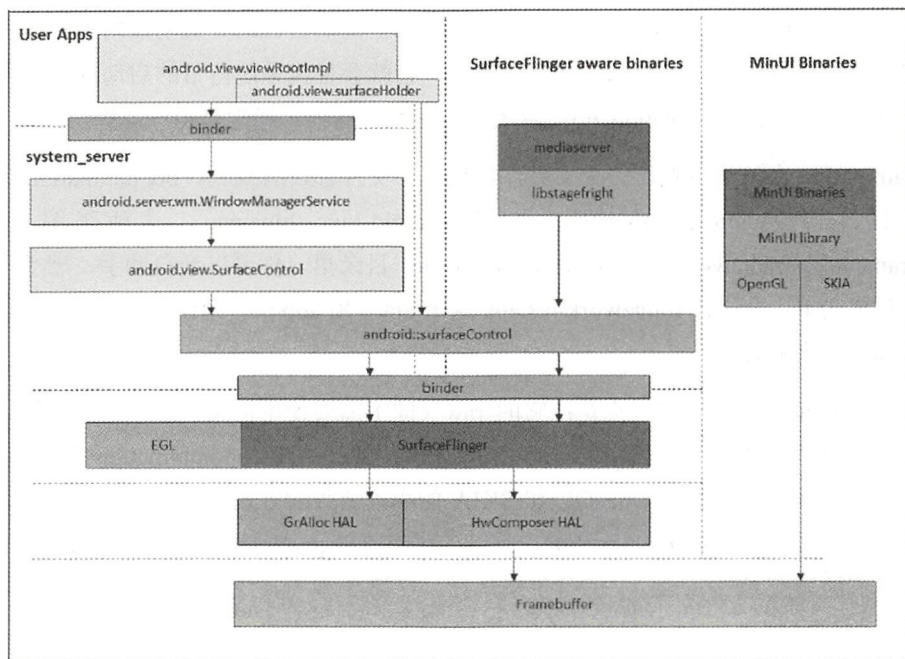 User Apps
android.view.viewRootImpl
android.view.surfaceHolder
binder
system_server
android.server.wm.WindowManagerService
android.view.SurfaceControl
SurfaceFlinger aware binaries
mediaserver
libstagefright
MinUI Binaries
MinUI Binaries
MinUI library
OpenGL
SKIA
android::surfaceControl
binder
EGL
SurfaceFlinger
GrAlloc HAL
HwComposer HAL
Framebuffer